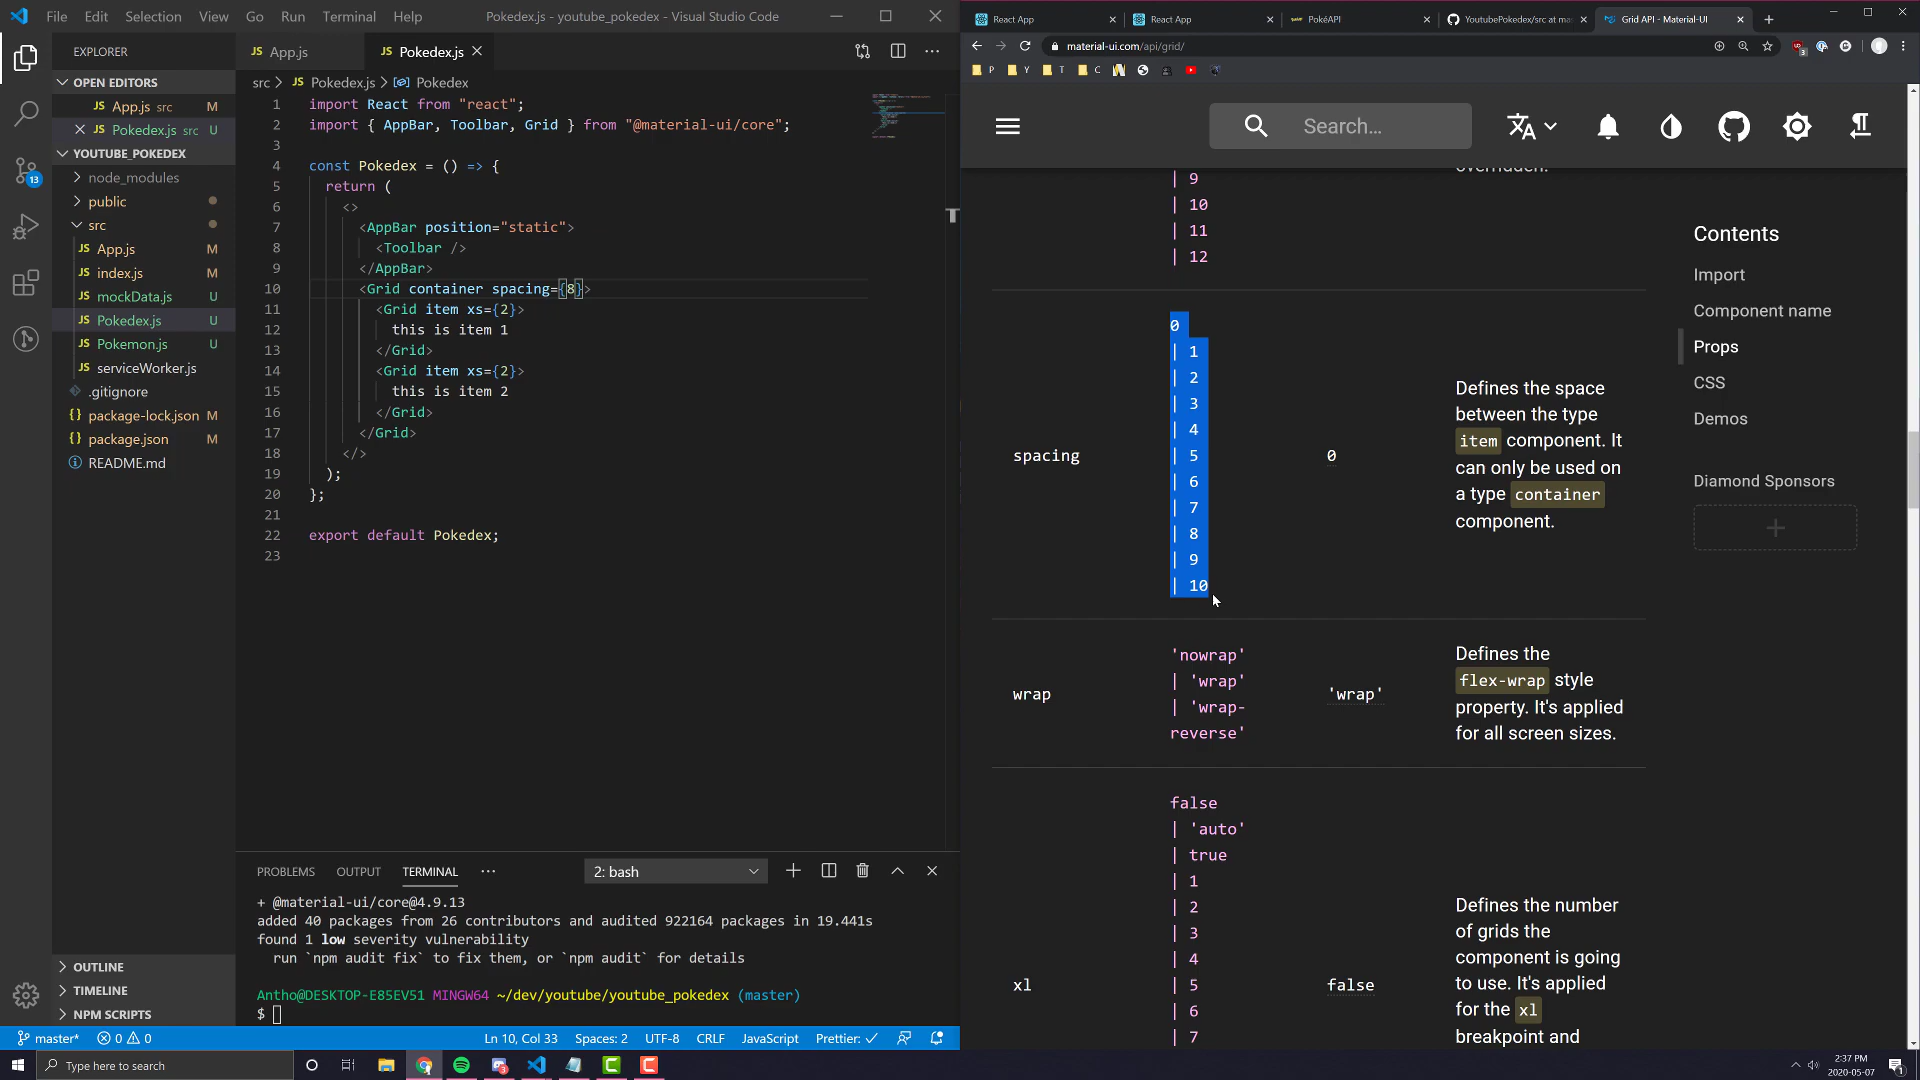 File Edit Selection View Go Run Terminal Help
Pokedex.js - youtube_pokedex - Visual Studio Code
EXPLORER
OPEN EDITORS
App.js src M
Pokedex.js src U
YOUTUBE_POKEDEX
node_modules
public
src
App.js M
index.js M
mockData.js U
Pokedex.js U
Pokemon.js U
serviceWorker.js
.gitignore
package-lock.json M
package.json M
README.md
OUTLINE
TIMELINE
NPM SCRIPTS
13
JS App.js
JS Pokedex.js
src > JS Pokedex.js > Pokedex
1 import React from "react";
2 import { AppBar, Toolbar, Grid } from "@material-ui/core";
3
4 const Pokedex = () => {
5 return (
6 <>
7 <AppBar position="static">
8 <Toolbar />
9 </AppBar>
10 <Grid container spacing={8}>
11 <Grid item xs={2}>
12 this is item 1
13 </Grid>
14 <Grid item xs={2}>
15 this is item 2
16 </Grid>
17 </Grid>
18 </>
19 );
20 };
21
22 export default Pokedex;
23
PROBLEMS OUTPUT TERMINAL ... 2: bash
+ @material-ui/core@4.9.13
added 40 packages from 26 contributors and audited 922164 packages in 19.441s
found 1 low severity vulnerability
run `npm audit fix` to fix them, or `npm audit` for details
Antho@DESKTOP-E85EV51 MINGW64 ~/dev/youtube/youtube_pokedex (master)
$
master* 0 0 Ln 10, Col 33 Spaces: 2 UTF-8 CRLF JavaScript Prettier: ✓
React App
React App
PokéAPI
YoutubePokedex/src at ma
Grid API - Material-UI
material-ui.com/api/grid/
P Y T C
Search…
overridden.
| 9
| 10
| 11
| 12
spacing
0
| 1
| 2
| 3
| 4
| 5
| 6
| 7
| 8
| 9
| 10
0
Defines the space
between the type
item component. It
can only be used on
a type container
component.
wrap
'nowrap'
| 'wrap'
| 'wrap-
reverse'
'wrap'
Defines the
flex-wrap style
property. It's applied
for all screen sizes.
xl
false
| 'auto'
| true
| 1
| 2
| 3
| 4
| 5
| 6
| 7
false
Defines the number
of grids the
component is going
to use. It's applied
for the xl
breakpoint and
Contents
Import
Component name
Props
CSS
Demos
Diamond Sponsors
Type here to search
2:37 PM
2020-05-07